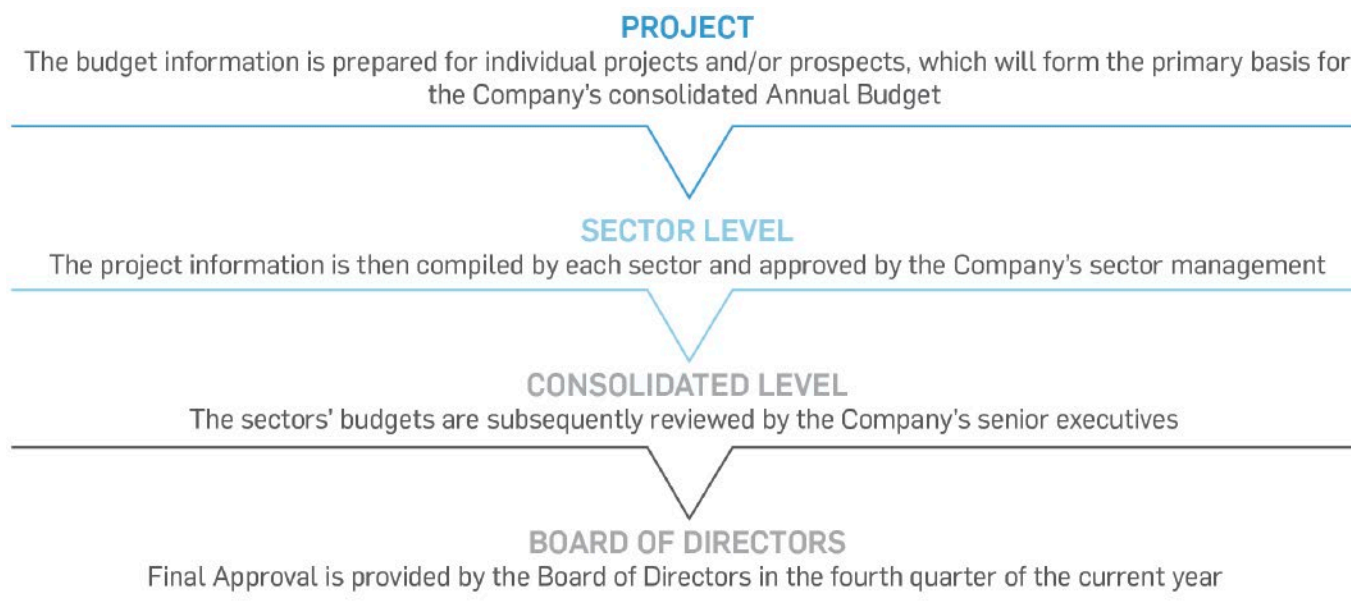 PROJECT
The budget information is prepared for individual projects and/or prospects, which will form the primary basis for
the Company's consolidated Annual Budget
SECTOR LEVEL
The project information is then compiled by each sector and approved by the Company's sector management
CONSOLIDATED LEVEL
The sectors' budgets are subsequently reviewed by the Company's senior executives
BOARD OF DIRECTORS
Final Approval is provided by the Board of Directors in the fourth quarter of the current year